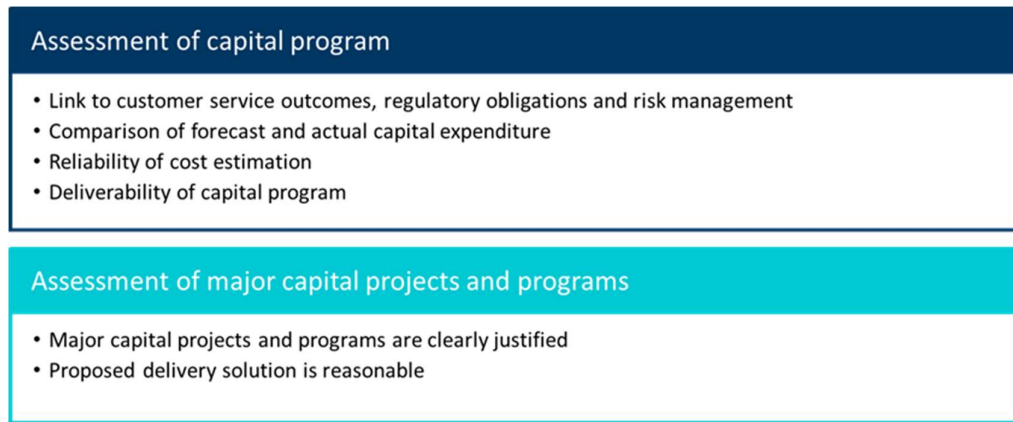 Assessment of capital program
• Link to customer service outcomes, regulatory obligations and risk management
• Comparison of forecast and actual capital expenditure
• Reliability of cost estimation
• Deliverability of capital program
Assessment of major capital projects and programs
• Major capital projects and programs are clearly justified
• Proposed delivery solution is reasonable